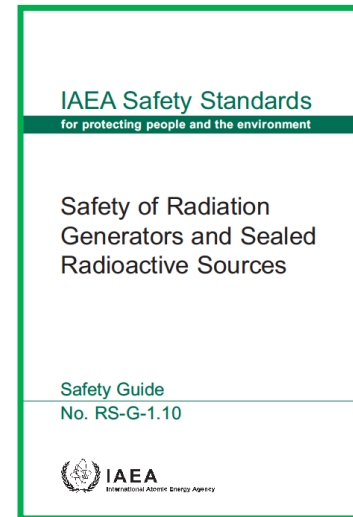 IAEA Safety Standards
for protecting people and the environment
Safety of Radiation
Generators and Sealed
Radioactive Sources
Safety Guide
No. RS-G-1.10
IAEA
International Atomic Energy Agency